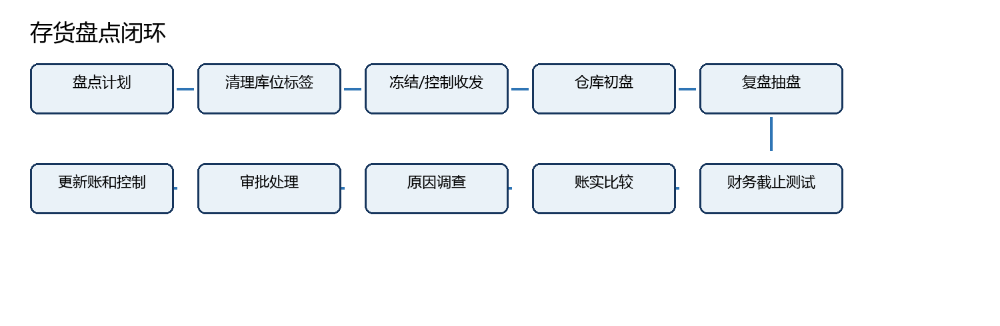 存货盘点闭环
盘点计划
清理库位标签
冻结/控制收发
仓库初盘
复盘抽盘
更新账和控制
审批处理
原因调查
账实比较
财务截止测试